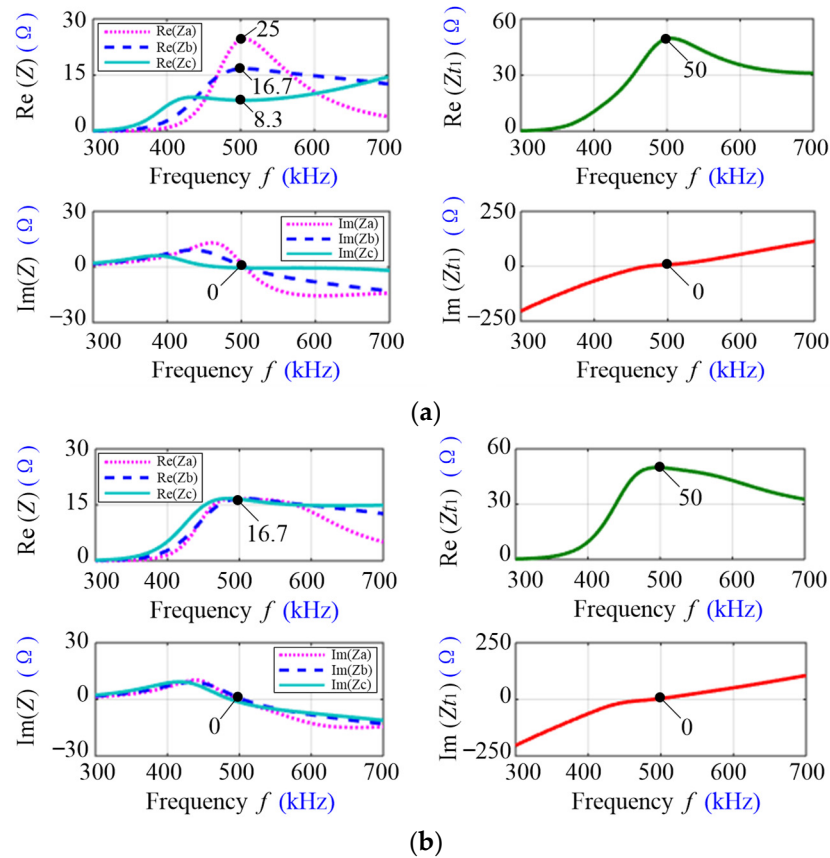 Re (Z) ( Ω )
30
15
0
Re(Za)
Re(Zb)
Re(Zc)
25
16.7
8.3
300 400 500 600 700
Frequency f (kHz)
Re (Zt1) ( Ω )
60
30
0
50
300 400 500 600 700
Frequency f (kHz)
Im(Z) ( Ω )
30
0
−30
Im(Za)
Im(Zb)
Im(Zc)
0
300 400 500 600 700
Frequency f (kHz)
Im (Zt1) ( Ω )
250
0
−250
0
300 400 500 600 700
Frequency f (kHz)
(a)
Re (Z) ( Ω )
30
15
0
Re(Za)
Re(Zb)
Re(Zc)
16.7
300 400 500 600 700
Frequency f (kHz)
Re (Zt1) ( Ω )
60
30
0
50
300 400 500 600 700
Frequency f (kHz)
Im(Z) ( Ω )
30
0
−30
Im(Za)
Im(Zb)
Im(Zc)
0
300 400 500 600 700
Frequency f (kHz)
Im (Zt1) ( Ω )
250
0
−250
0
300 400 500 600 700
Frequency f (kHz)
(b)